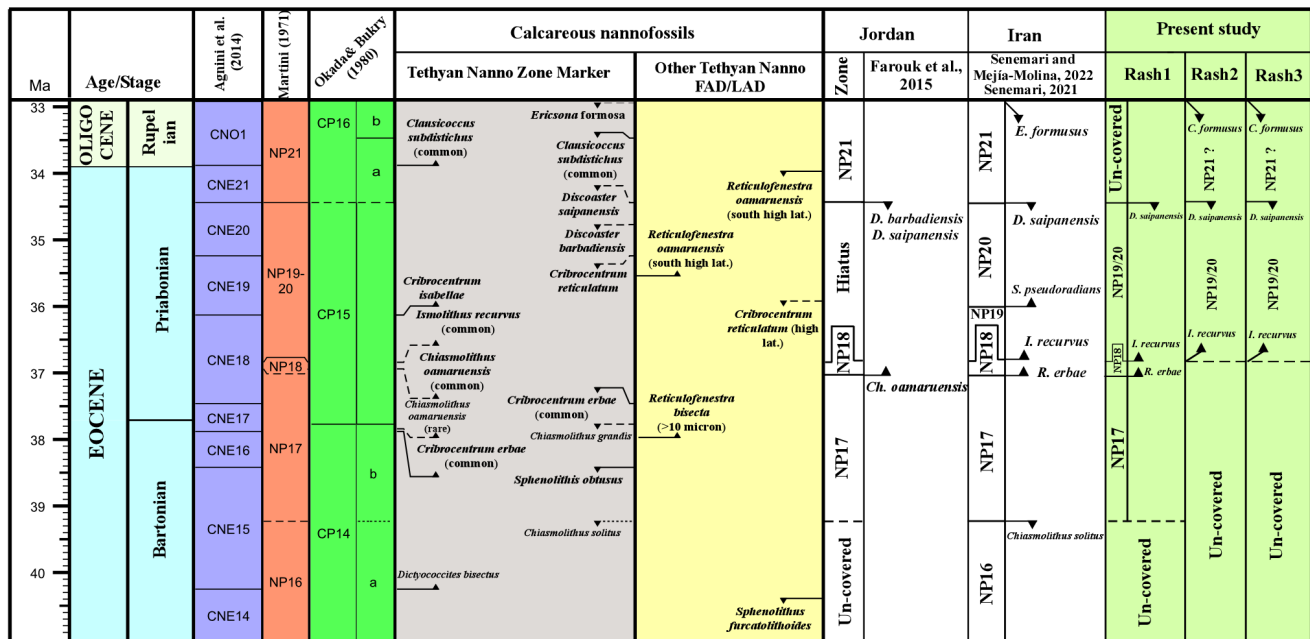 Ma
Age/Stage
Agnini et al.
(2014)
Martini (1971)
Okada& Bukry
(1980)
Calcareous nannofossils
Tethyan Nanno Zone Marker
Other Tethyan Nanno
FAD/LAD
Jordan
Zone
Farouk et al.,
2015
Iran
Senemari and
Mejía-Molina, 2022
Senemari, 2021
Present study
Rash1
Rash2
Rash3
33
34
35
36
37
38
39
40
OLIGO
CENE
EOCENE
Rupel
ian
Priabonian
Bartonian
CNO1
CNE21
CNE20
CNE19
CNE18
CNE17
CNE16
CNE15
CNE14
NP21
NP19-
20
NP18
NP17
NP16
CP16
CP15
CP14
b
a
b
a
Clausicoccus
subdistichus
(common)
Cribrocentrum
isabellae
Ismolithus recurvus
(common)
Chiasmolithus
oamaruensis
(common)
Chiasmolithus
oamaruensis
(rare)
Cribrocentrum erbae
(common)
Dictyococcites bisectus
Ericsona formosa
Clausicoccus
subdistichus
(common)
Discoaster
saipanensis
Discoaster
barbadiensis
Cribrocentrum
reticulatum
Cribrocentrum erbae
(common)
Chiasmolithus grandis
Sphenolithis obtusus
Chiasmolithus solitus
Reticulofenestra
oamaruensis
(south high lat.)
Reticulofenestra
oamaruensis
(south high lat.)
Cribrocentrum
reticulatum (high
lat.)
Reticulofenestra
bisecta
(>10 micron)
Sphenolithus
furcatolithoides
NP21
Hiatus
NP18
NP17
Un-covered
D. barbadiensis
D. saipanensis
Ch. oamaruensis
NP21
NP20
NP19
NP18
NP17
NP16
E. formusus
D. saipanensis
S. pseudoradians
I. recurvus
R. erbae
Chiasmolithus solitus
Un-covered
NP19/20
NP18
NP17
Un-covered
D. saipanensis
I. recurvus
R. erbae
C. formusus
NP21 ?
D. saipanensis
NP19/20
I. recurvus
Un-covered
C. formusus
NP21 ?
D. saipanensis
NP19/20
I. recurvus
Un-covered